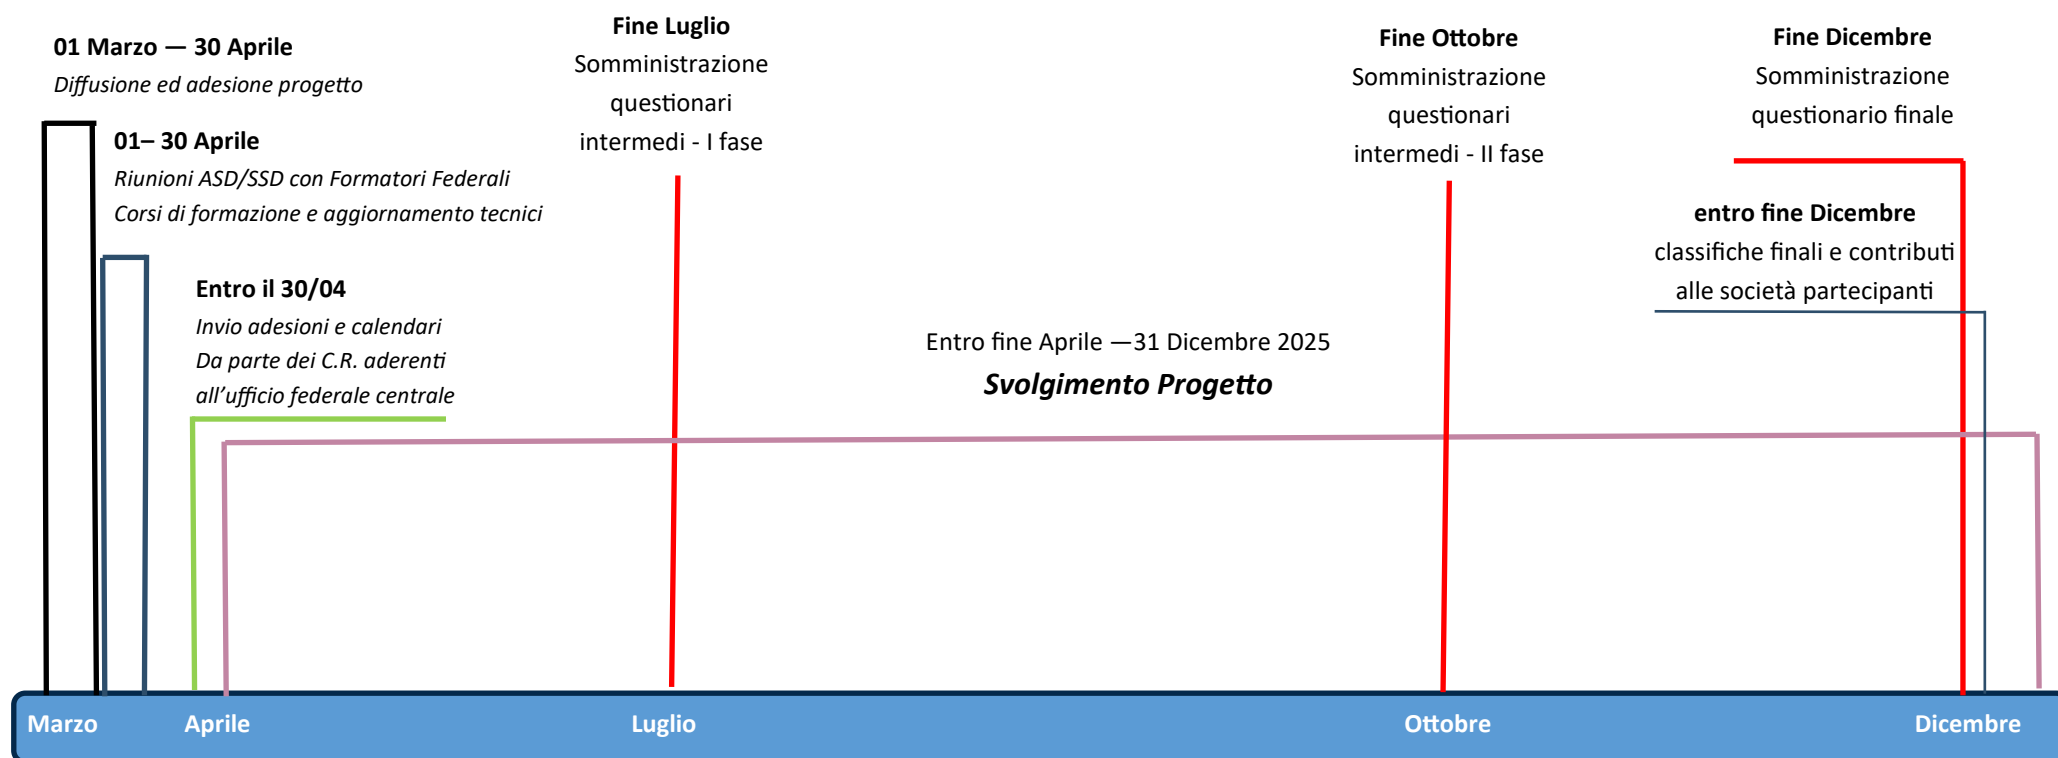 01 Marzo — 30 Aprile
Diffusione ed adesione progetto
01– 30 Aprile
Riunioni ASD/SSD con Formatori Federali
Corsi di formazione e aggiornamento tecnici
Entro il 30/04
Invio adesioni e calendari
Da parte dei C.R. aderenti
all’ufficio federale centrale
Fine Luglio
Somministrazione
questionari
intermedi - I fase
Entro fine Aprile —31 Dicembre 2025
Svolgimento Progetto
Fine Ottobre
Somministrazione
questionari
intermedi - II fase
Fine Dicembre
Somministrazione
questionario finale
entro fine Dicembre
classifiche finali e contributi
alle società partecipanti
Marzo Aprile Luglio Ottobre Dicembre